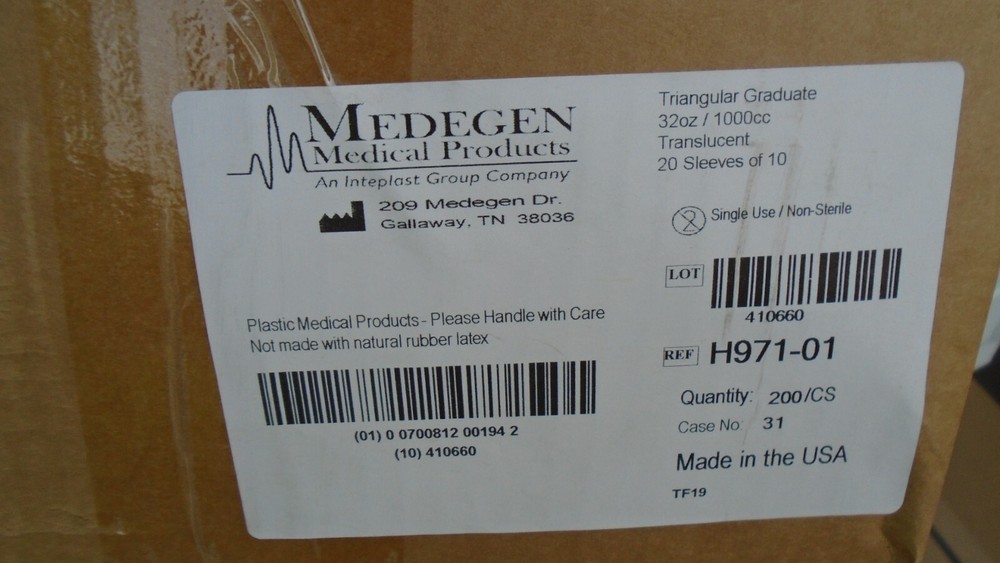 MEDEGEN
Medical Products
An Inteplast Group Company
209 Medegen Dr.
Gallaway, TN 38036
Triangular Graduate
32oz / 1000cc
Translucent
20 Sleeves of 10
2 Single Use / Non-Sterile
LOT
410660
REF H971-01
Quantity: 200/CS
Case No: 31
Made in the USA
TF19
Plastic Medical Products - Please Handle with Care
Not made with natural rubber latex
(01) 0 0700812 00194 2
(10) 410660